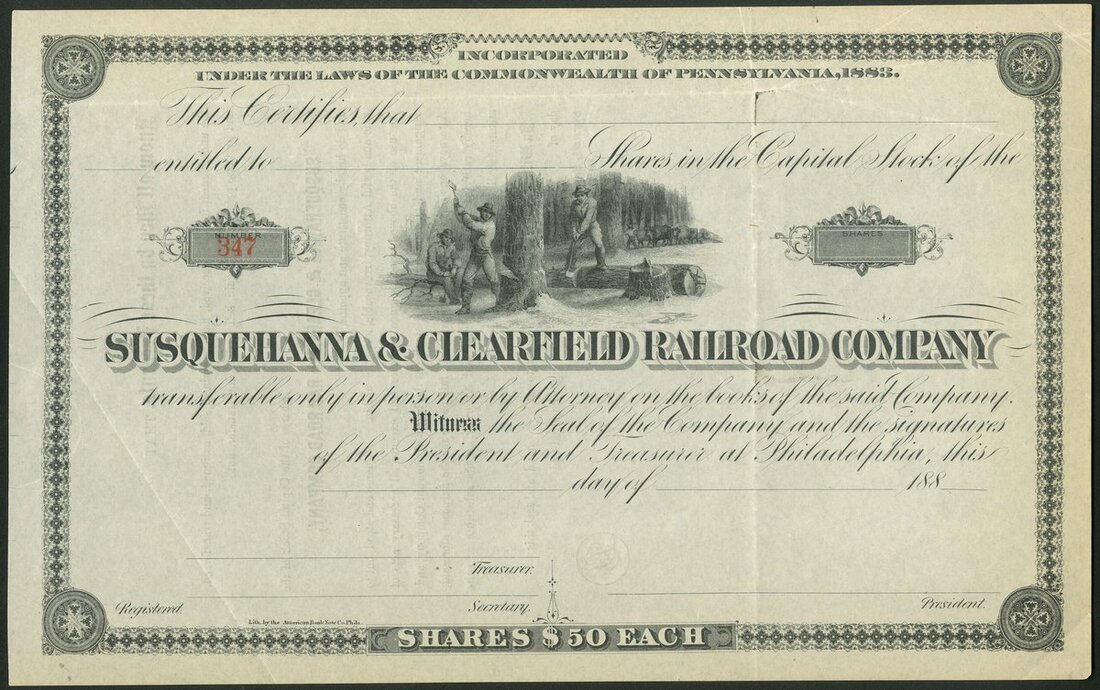 INCORPORATED
UNDER THE LAWS OF THE COMMONWEALTH OF PENNSYLVANIA, 1883.
This Certifies, that
entitled to Shares in the Capital Stock of the
NUMBER
347
SHARES
SUSQUEHANNA & CLEARFIELD RAILROAD COMPANY
transferable only in person or by Attorney on the books of the said Company.
Witness the Seal of the Company and the signatures
of the President and Treasurer at Philadelphia, this
day of 188
Treasurer.
Registered. Secretary. President.
Lith. by the American Bank Note Co. Phila.
SHARES $50 EACH